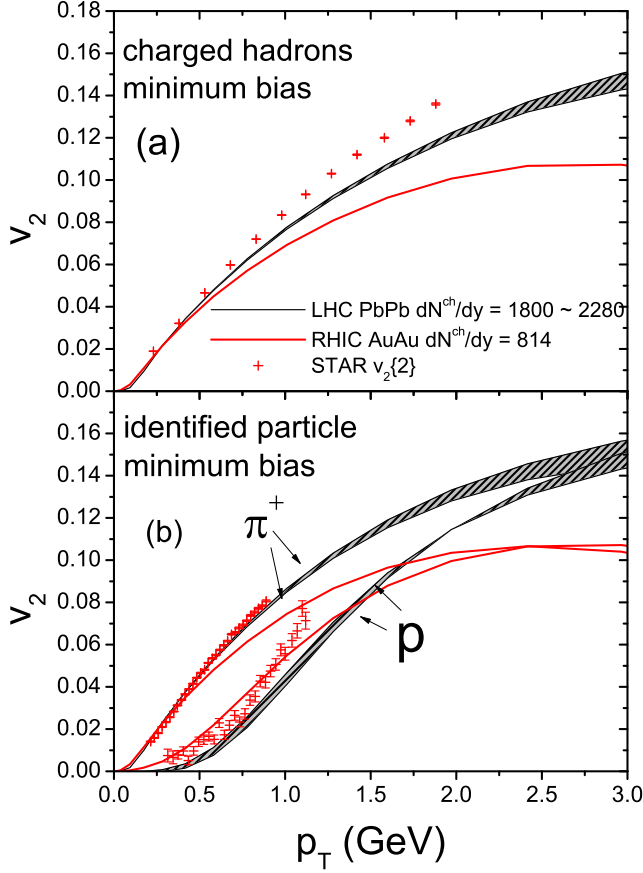 0.18
0.16
0.14
0.12
0.10
0.08
0.06
0.04
0.02
0.00
v₂
charged hadrons
minimum bias
(a)
LHC PbPb dNᶜʰ/dy = 1800 ~ 2280
RHIC AuAu dNᶜʰ/dy = 814
STAR v₂{2}
0.16
0.14
0.12
0.10
0.08
0.06
0.04
0.02
0.00
v₂
identified particle
minimum bias
(b)
π⁺
p
0.0 0.5 1.0 1.5 2.0 2.5 3.0
p_T (GeV)